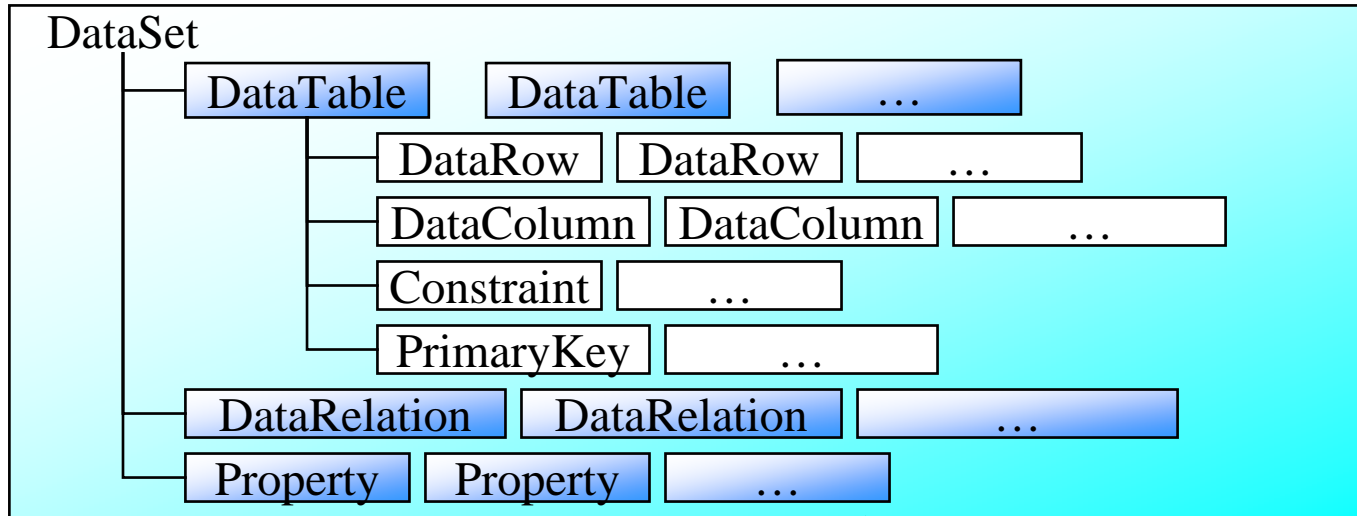 DataSet
DataTable DataTable …
DataRow DataRow …
DataColumn DataColumn …
Constraint …
PrimaryKey …
DataRelation DataRelation …
Property Property …